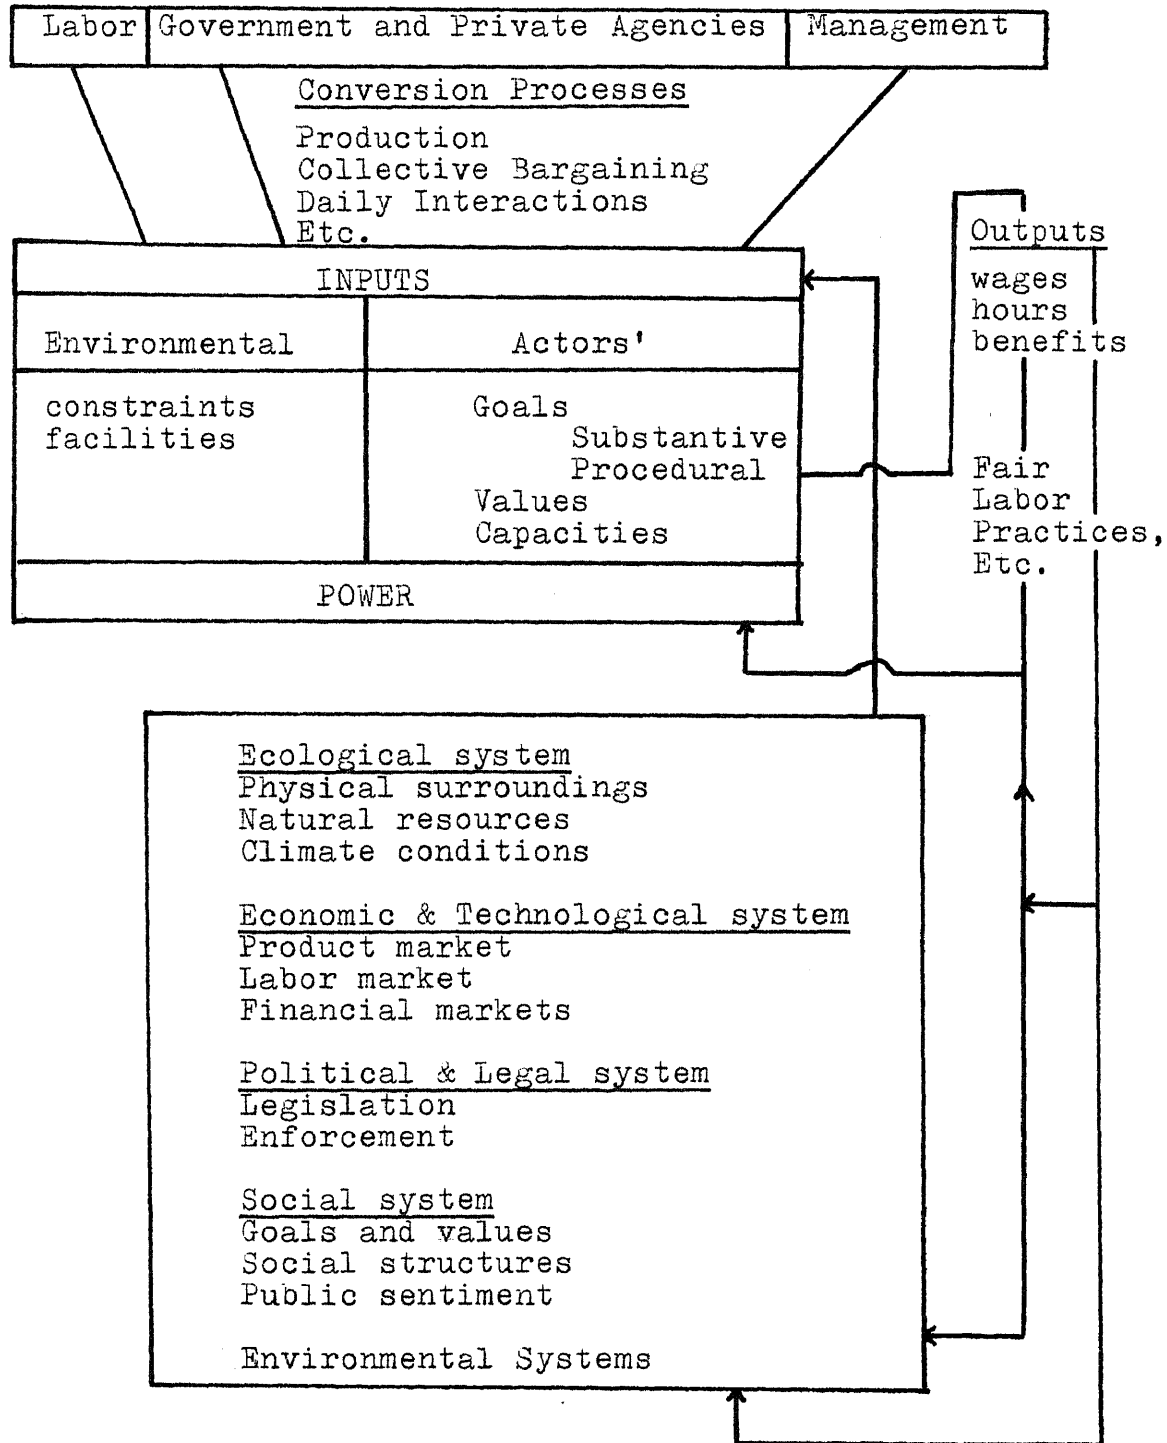 Labor Government and Private Agencies Management
Conversion Processes
Production
Collective Bargaining
Daily Interactions
Etc.
INPUTS
Environmental Actors'
constraints
facilities
Goals
Substantive
Procedural
Values
Capacities
POWER
Outputs
wages
hours
benefits
Fair
Labor
Practices,
Etc.
Ecological system
Physical surroundings
Natural resources
Climate conditions
Economic & Technological system
Product market
Labor market
Financial markets
Political & Legal system
Legislation
Enforcement
Social system
Goals and values
Social structures
Public sentiment
Environmental Systems